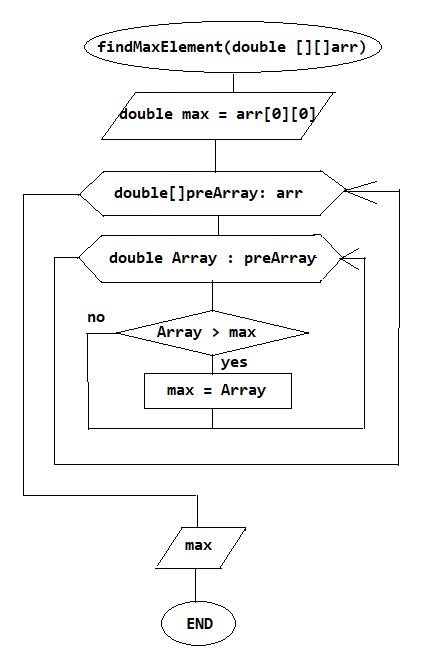 findMaxElement(double [][]arr)
double max = arr[0][0]
double[]preArray: arr
double Array : preArray
no
Array > max
yes
max = Array
max
END